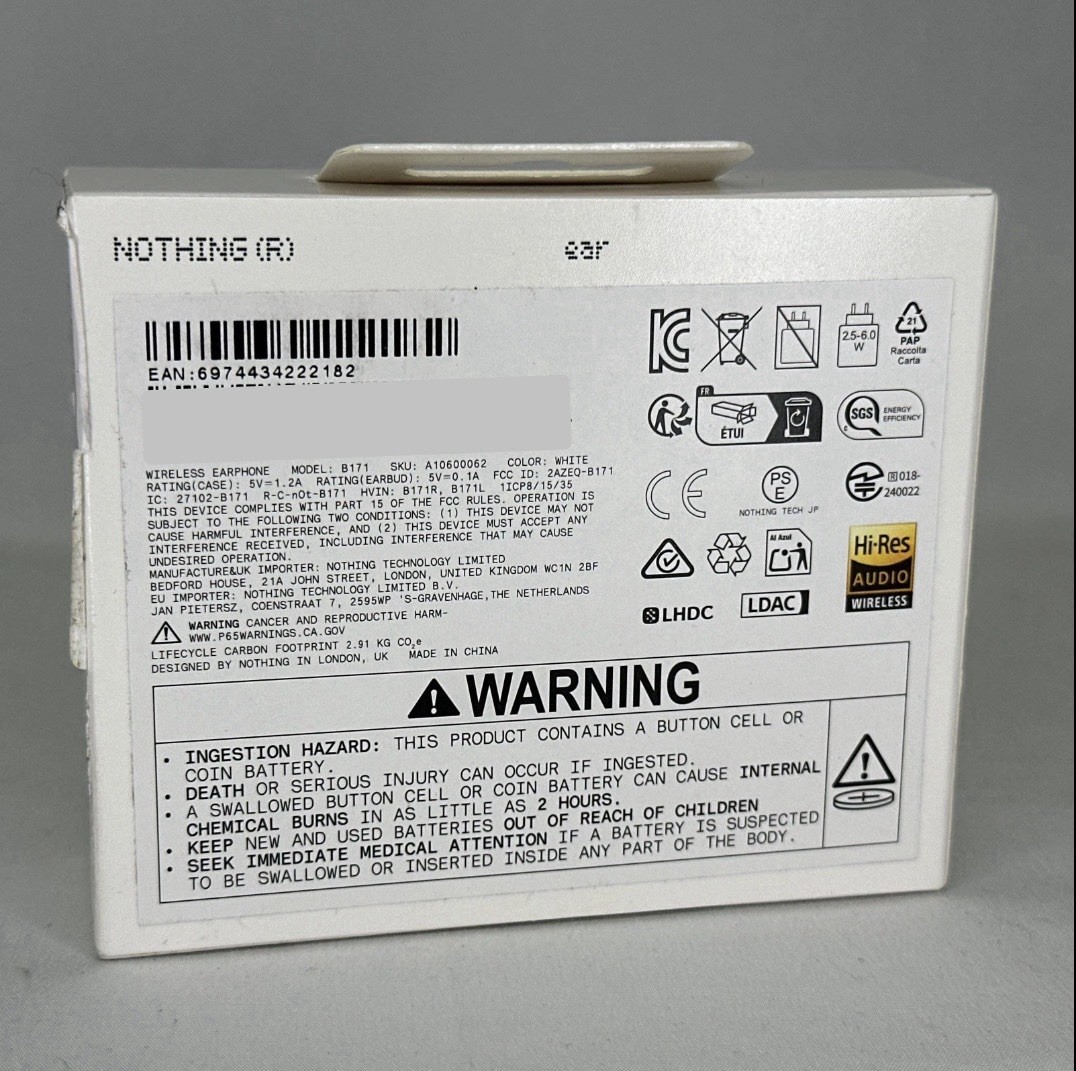 NOTHING (R)
ear
EAN:6974434222182
WIRELESS EARPHONE MODEL: B171 SKU: A10600062 COLOR: WHITE
RATING(CASE): 5V=1.2A RATING(EARBUD): 5V=0.1A FCC ID: 2AZEQ-B171
IC: 27102-B171 R-C-nOt-B171 HVIN: B171R, B171L 1ICP8/15/35
THIS DEVICE COMPLIES WITH PART 15 OF THE FCC RULES. OPERATION IS
SUBJECT TO THE FOLLOWING TWO CONDITIONS: (1) THIS DEVICE MAY NOT
CAUSE HARMFUL INTERFERENCE, AND (2) THIS DEVICE MUST ACCEPT ANY
INTERFERENCE RECEIVED, INCLUDING INTERFERENCE THAT MAY CAUSE
UNDESIRED OPERATION.
MANUFACTURE&UK IMPORTER: NOTHING TECHNOLOGY LIMITED
BEDFORD HOUSE, 21A JOHN STREET, LONDON, UNITED KINGDOM WC1N 2BF
EU IMPORTER: NOTHING TECHNOLOGY LIMITED B.V.
JAN PIETERSZ, COENSTRAAT 7, 2595WP 'S-GRAVENHAGE,THE NETHERLANDS
WARNING CANCER AND REPRODUCTIVE HARM-
WWW.P65WARNINGS.CA.GOV
LIFECYCLE CARBON FOOTPRINT 2.91 KG CO₂e
DESIGNED BY NOTHING IN LONDON, UK MADE IN CHINA
KC
2.5-6.0
W
21
PAP
Raccolta
Carta
FR
ÉTUI
SGS
ENERGY
EFFICIENCY
CE
PS
E
NOTHING TECH JP
R 018-
240022
Al Azul
Hi-Res
AUDIO
WIRELESS
LHDC
LDAC
WARNING
• INGESTION HAZARD: THIS PRODUCT CONTAINS A BUTTON CELL OR
COIN BATTERY.
• DEATH OR SERIOUS INJURY CAN OCCUR IF INGESTED.
• A SWALLOWED BUTTON CELL OR COIN BATTERY CAN CAUSE INTERNAL
CHEMICAL BURNS IN AS LITTLE AS 2 HOURS.
• KEEP NEW AND USED BATTERIES OUT OF REACH OF CHILDREN
• SEEK IMMEDIATE MEDICAL ATTENTION IF A BATTERY IS SUSPECTED
TO BE SWALLOWED OR INSERTED INSIDE ANY PART OF THE BODY.